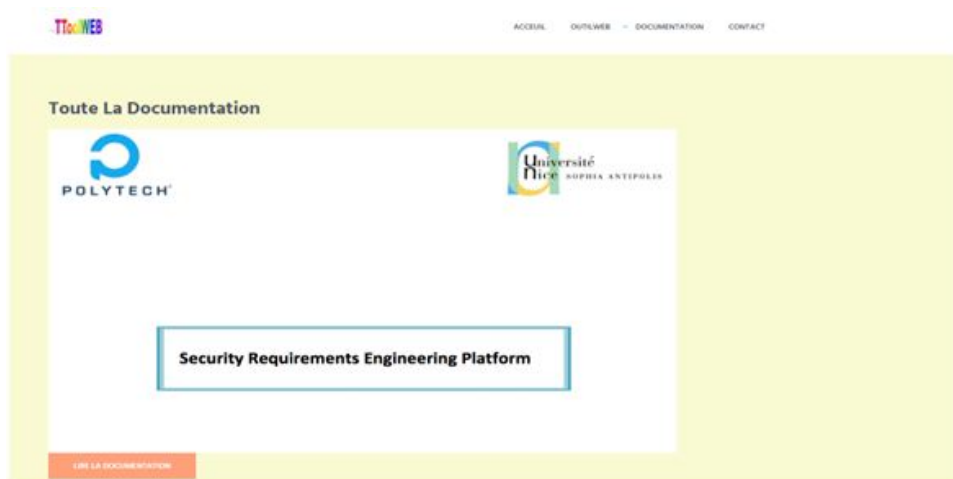 TToolWEB
ACCEUIL OUTILWEB DOCUMENTATION CONTACT
Toute La Documentation
POLYTECH
Université
Nice SOPHIA ANTIPOLIS
Security Requirements Engineering Platform
LIRE LA DOCUMENTATION